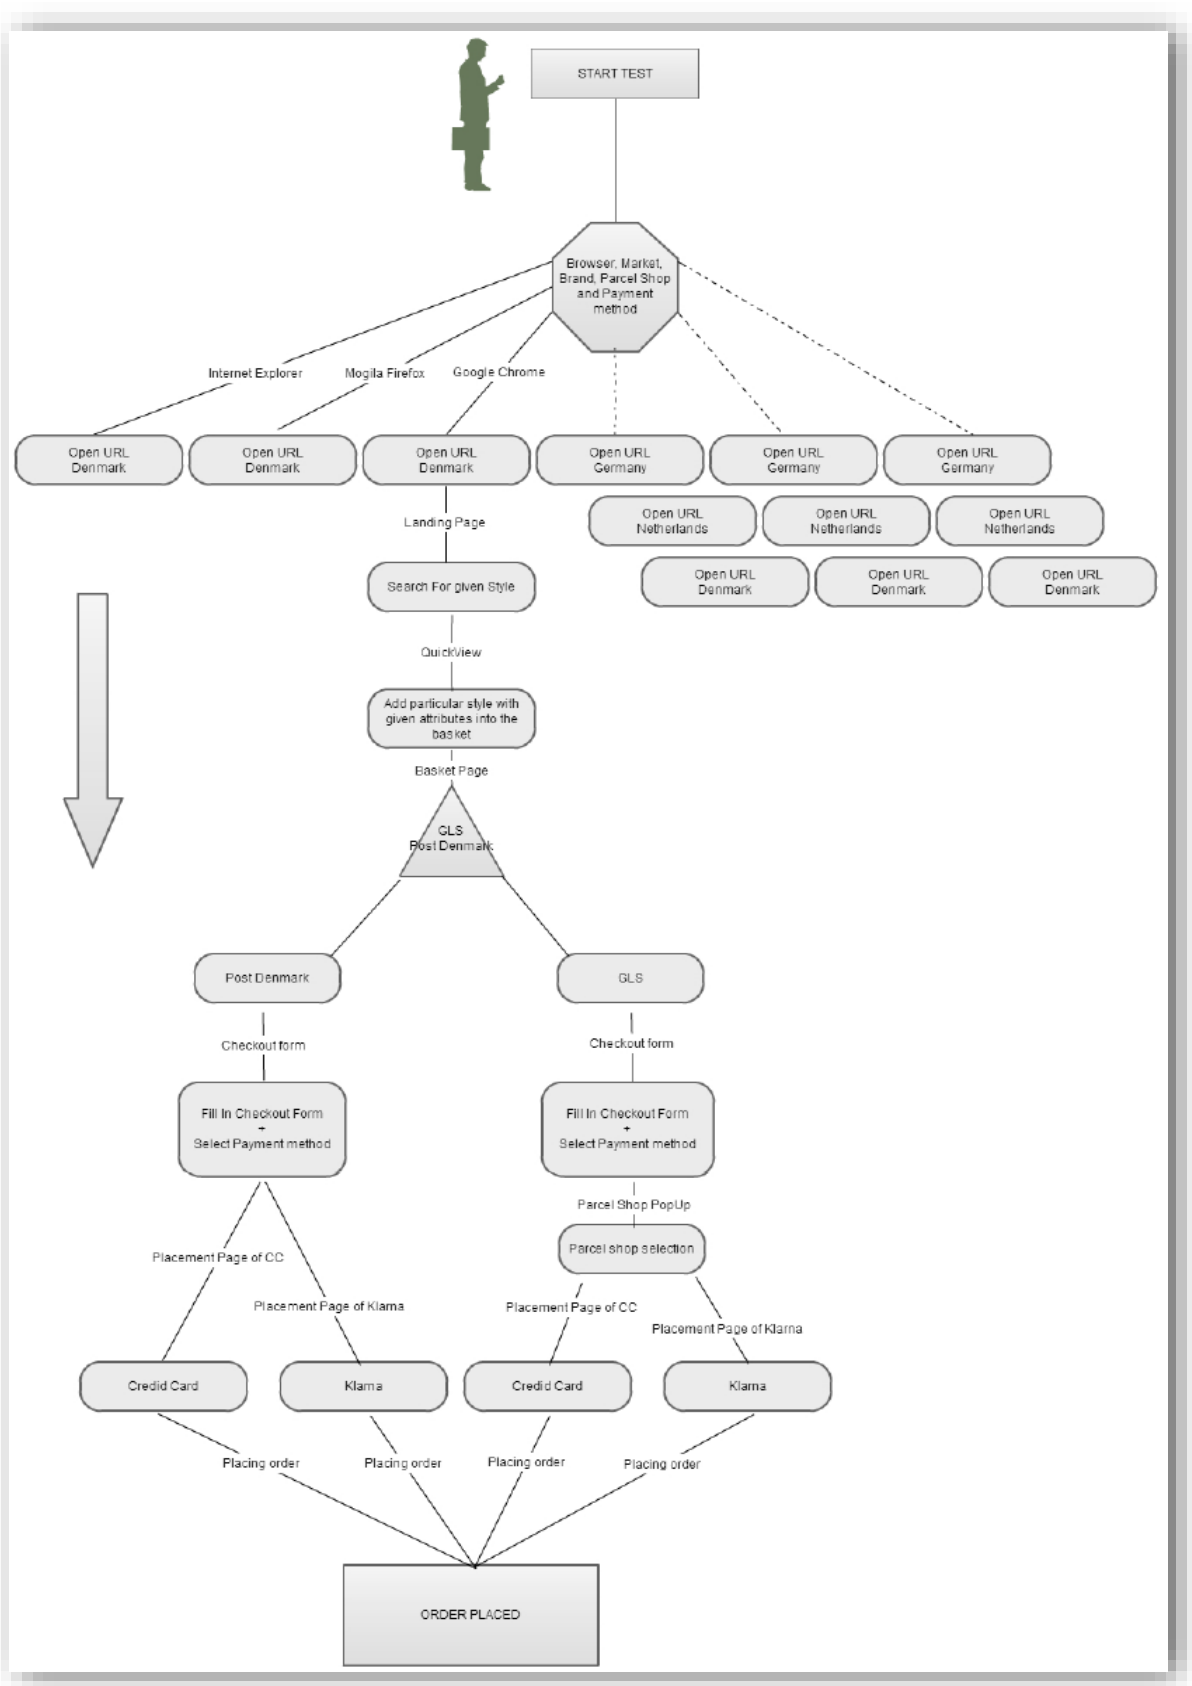 START TEST
Browser, Market,
Brand, Parcel Shop
and Payment
method
Internet Explorer
Mogila Firefox
Google Chrome
Open URL
Denmark
Open URL
Denmark
Open URL
Denmark
Open URL
Germany
Open URL
Germany
Open URL
Germany
Open URL
Netherlands
Open URL
Netherlands
Open URL
Netherlands
Open URL
Denmark
Open URL
Denmark
Open URL
Denmark
Landing Page
Search For given Style
QuickView
Add particular style with
given attributes into the
basket
Basket Page
GLS
Post Denmark
Post Denmark
GLS
Checkout form
Checkout form
Fill In Checkout Form
+
Select Payment method
Fill In Checkout Form
+
Select Payment method
Parcel Shop PopUp
Parcel shop selection
Placement Page of CC
Placement Page of Klarna
Placement Page of CC
Placement Page of Klarna
Credid Card
Klarna
Credid Card
Klarna
Placing order
Placing order
Placing order
Placing order
ORDER PLACED